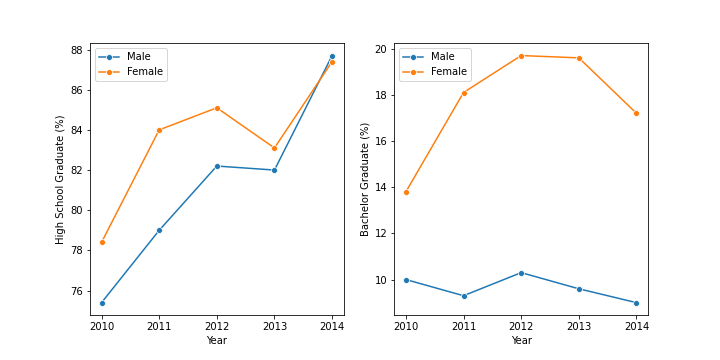 Male
Female
88
86
84
82
80
78
76
High School Graduate (%)
2010 2011 2012 2013 2014
Year
Male
Female
20
18
16
14
12
10
Bachelor Graduate (%)
2010 2011 2012 2013 2014
Year